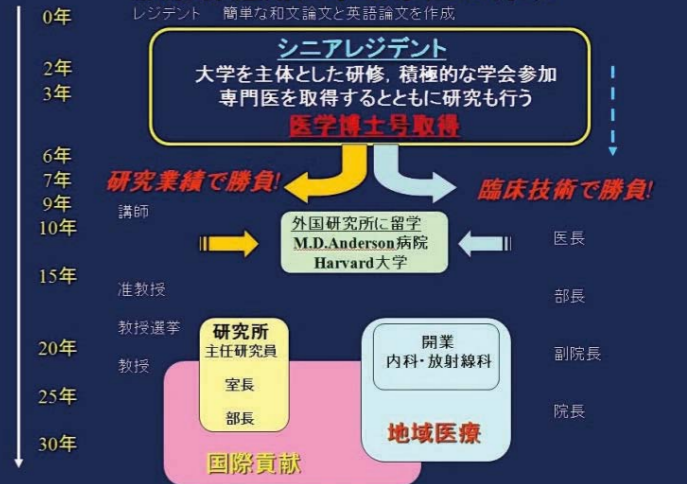 0年
レジデント　簡単な和文論文と英語論文を作成
シニアレジデント
2年
大学を主体とした研修, 積極的な学会参加
3年
専門医を取得するとともに研究も行う
医学博士号取得
6年
7年
研究業績で勝負!
臨床技術で勝負!
9年
講師
10年
外国研究所に留学
M.D.Anderson病院
Harvard大学
医長
15年
准教授
部長
教授選挙
20年
教授
研究所
主任研究員
室長
部長
開業
内科・放射線科
副院長
25年
院長
地域医療
30年
国際貢献